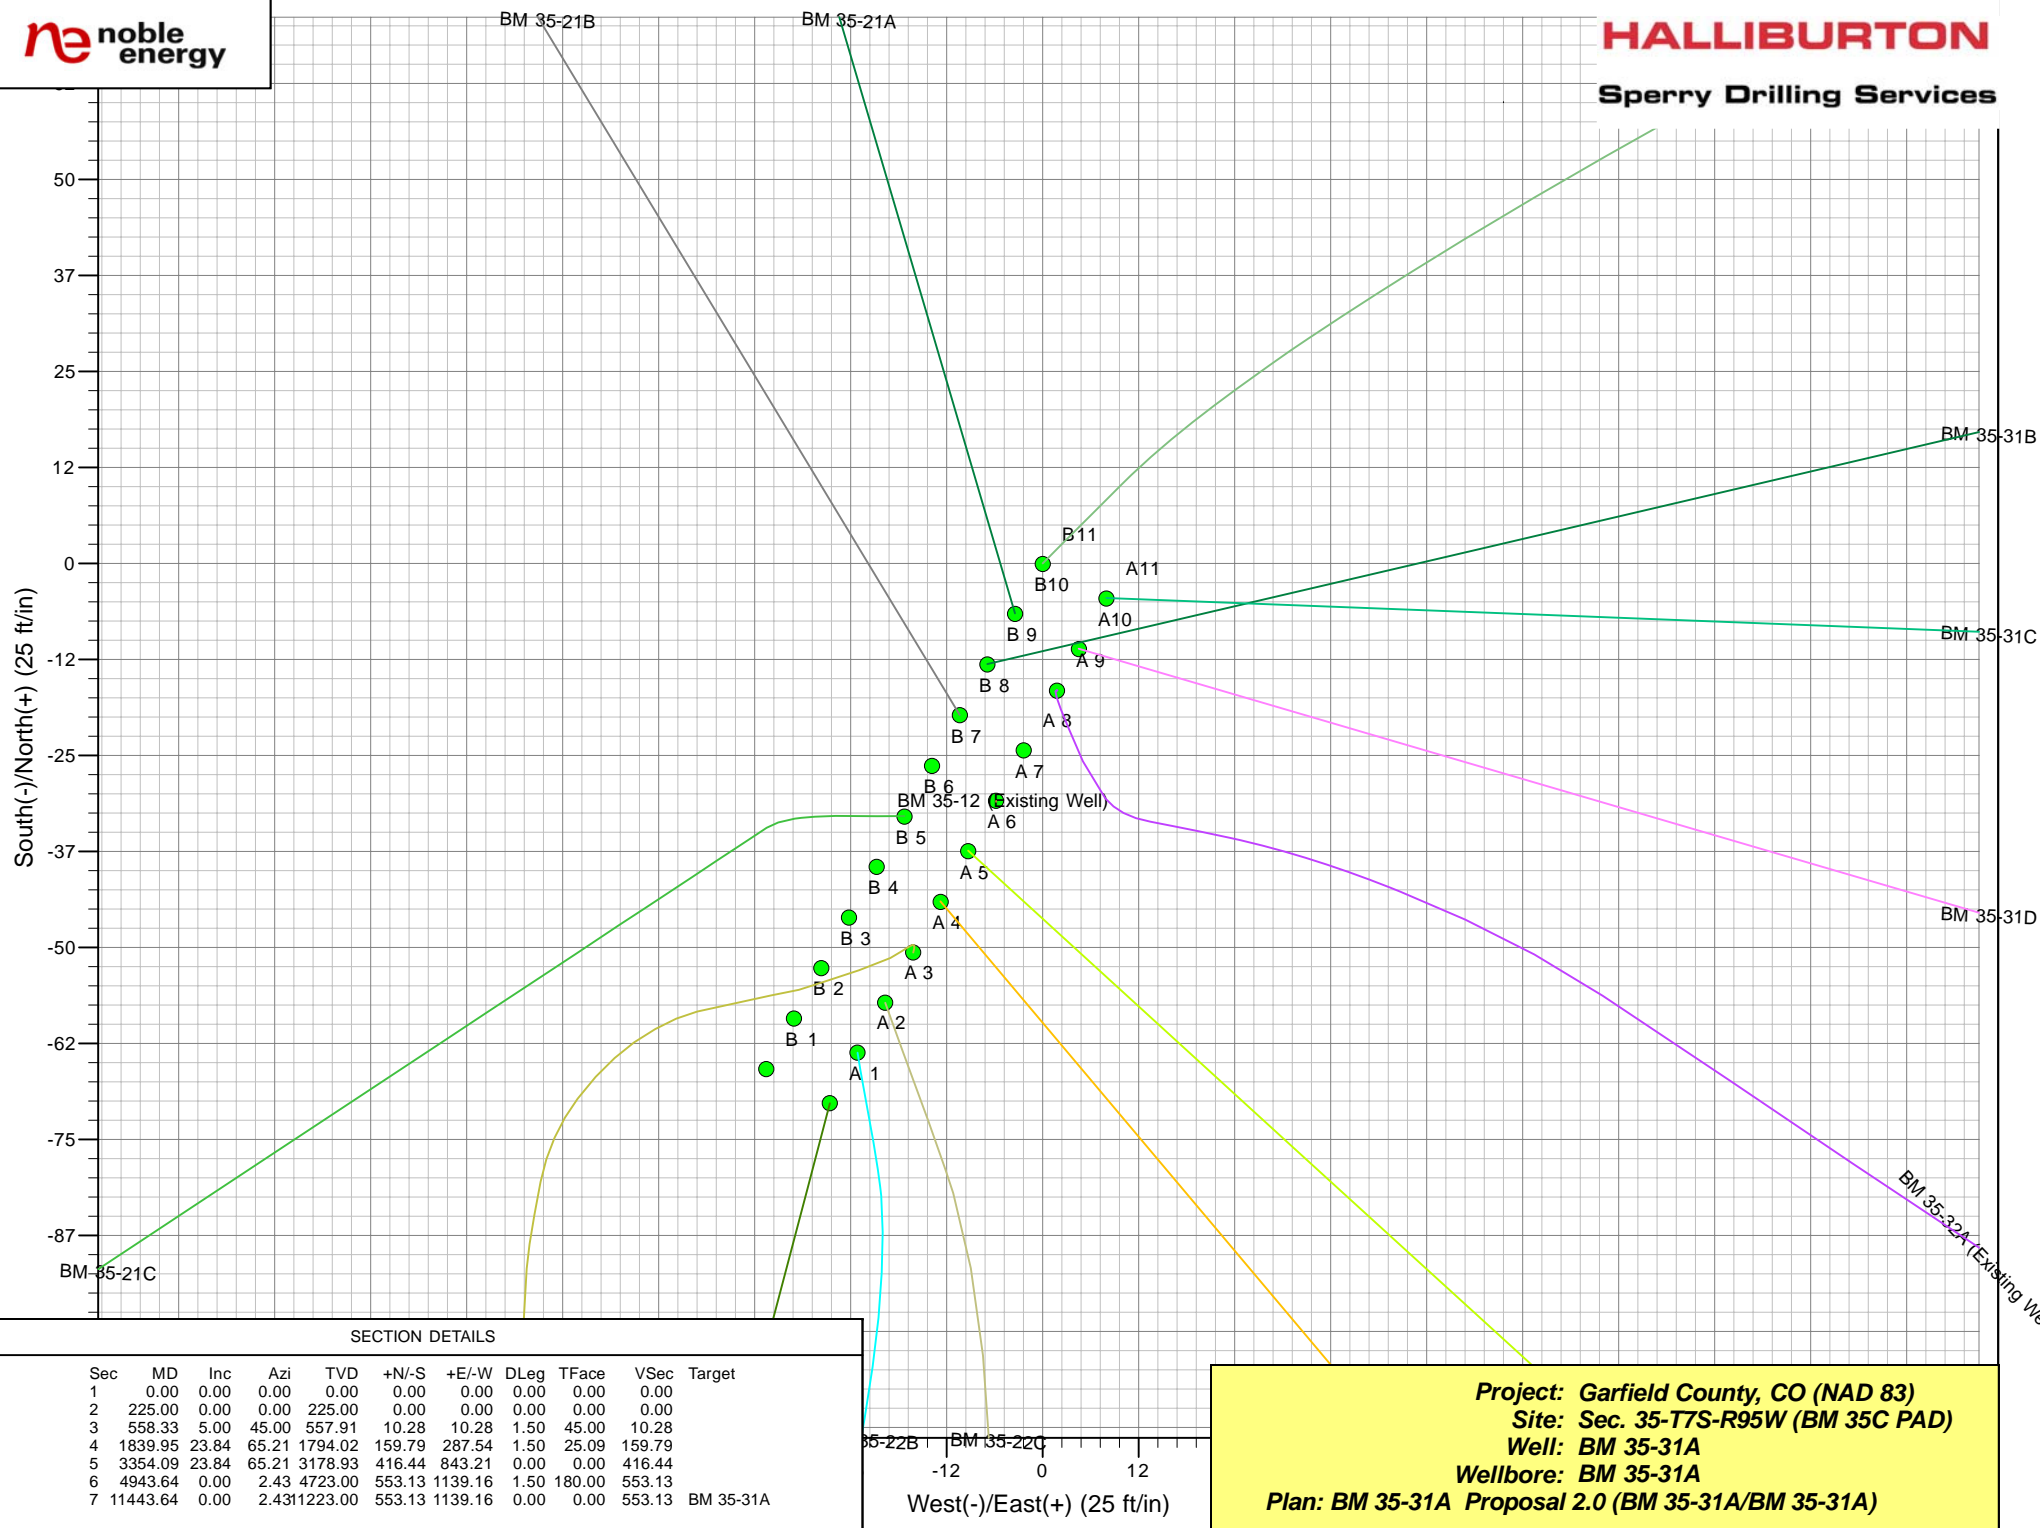 noble
energy
HALLIBURTON
Sperry Drilling Services
BM 35-21B
BM 35-21A
50
37
25
12
0
-12
-25
-37
-50
-62
-75
-87
South(-)/North(+) (25 ft/in)
BM 35-31B
B11
A11
B10
A10
BM 35-31C
B 9
A 9
B 8
A 8
B 7
A 7
B 6
BM 35-12 (Existing Well)
A 6
B 5
A 5
B 4
A 4
BM 35-31D
B 3
A 3
B 2
A 2
B 1
A 1
BM 35-32A (Existing We
BM 35-21C
35-22B
BM 35-22C
-12
0
12
West(-)/East(+) (25 ft/in)
SECTION DETAILS
Sec MD Inc Azi TVD +N/-S +E/-W DLeg TFace VSec Target
1 0.00 0.00 0.00 0.00 0.00 0.00 0.00 0.00 0.00
2 225.00 0.00 0.00 225.00 0.00 0.00 0.00 0.00 0.00
3 558.33 5.00 45.00 557.91 10.28 10.28 1.50 45.00 10.28
4 1839.95 23.84 65.21 1794.02 159.79 287.54 1.50 25.09 159.79
5 3354.09 23.84 65.21 3178.93 416.44 843.21 0.00 0.00 416.44
6 4943.64 0.00 2.43 4723.00 553.13 1139.16 1.50 180.00 553.13
7 11443.64 0.00 2.43 11223.00 553.13 1139.16 0.00 0.00 553.13 BM 35-31A
Project: Garfield County, CO (NAD 83)
Site: Sec. 35-T7S-R95W (BM 35C PAD)
Well: BM 35-31A
Wellbore: BM 35-31A
Plan: BM 35-31A Proposal 2.0 (BM 35-31A/BM 35-31A)